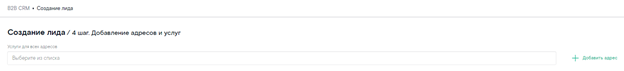 B2B CRM • Создание лида
Создание лида / 4 шаг. Добавление адресов и услуг
Услуги для всех адресов
Выберите из списка
+ Добавить адрес